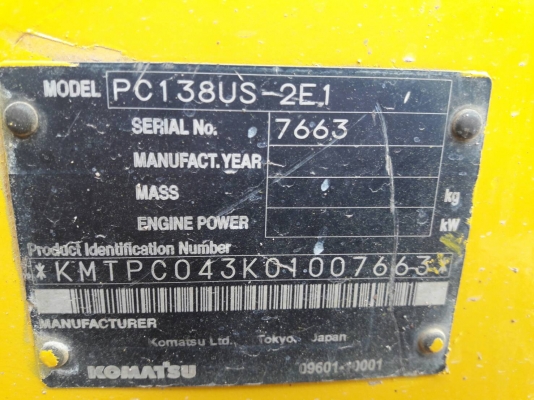 MODEL PC138US-2E1
SERIAL No. 7663
MANUFACT.YEAR
MASS kg
ENGINE POWER kW
Product Identification Number
*KMTPC043K01007663*
MANUFACTURER
Komatsu Ltd. Tokyo, Japan
KOMATSU 09601-10001